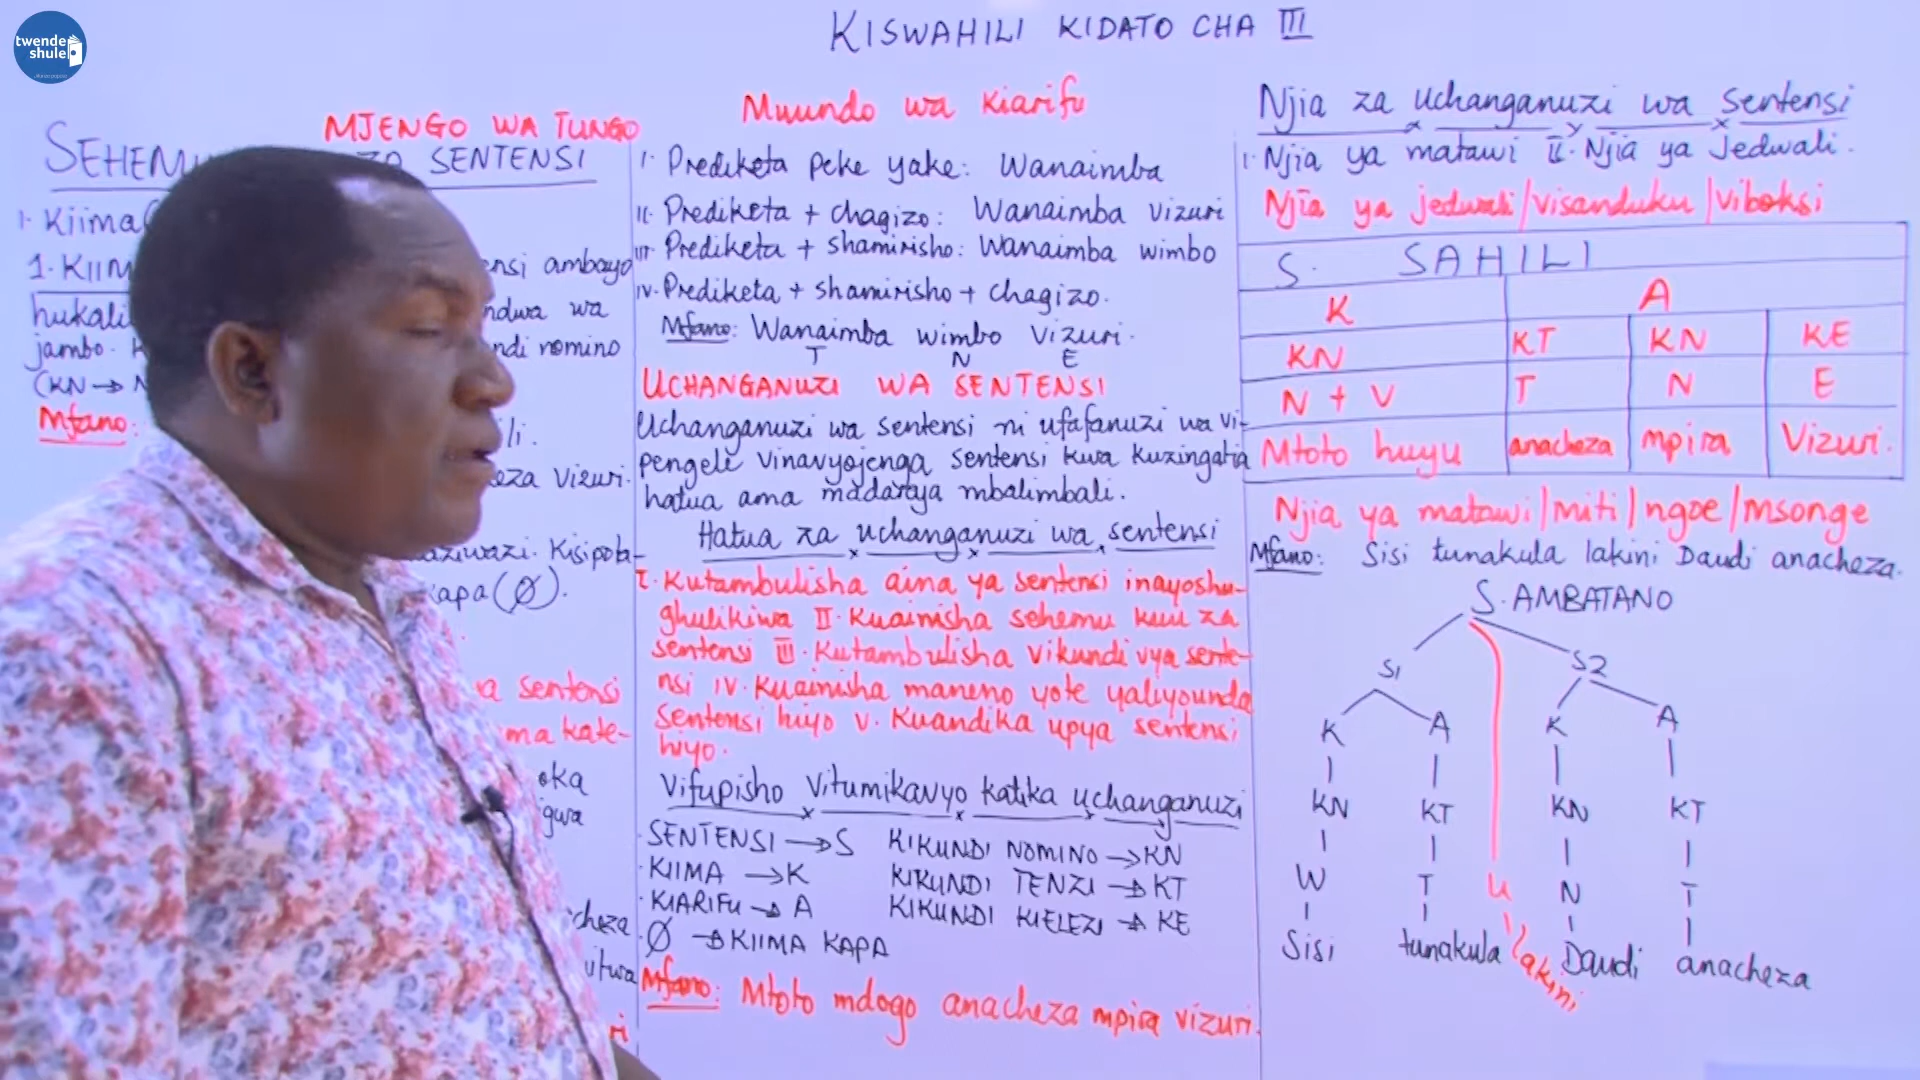 twende
shule
KISWAHILI KIDATO CHA III
MJENGO WA TUNGO
SEHEMU ZA SENTENSI
1. Kiima
1. KIIM
nsi ambayo
hukali
ndwa wa
jambo.
ndi nomino
(KN → N
Mfano:
li.
eza vizuri.
aziwazi. Kisipota-
kapa (Ø).
a sentensi
ma kate-
oka
igwa
cheza
utwa
ri
Muundo wa Kiarifu
I. Prediketa peke yake: Wanaimba
II. Prediketa + chagizo: Wanaimba vizuri
III. Prediketa + shamirisho: Wanaimba wimbo
IV. Prediketa + shamirisho + chagizo.
Mfano: Wanaimba wimbo vizuri.
T N E
UCHANGANUZI WA SENTENSI
Uchanganuzi wa sentensi ni ufafanuzi wa vi-
pengele vinavyojenga sentensi kwa kuzingatia
hatua ama madaraja mbalimbali.
Hatua za uchanganuzi wa sentensi
I. Kutambulisha aina ya sentensi inayoshu-
ghulikiwa II. Kuainisha sehemu kuu za
sentensi III. Kutambulisha vikundi vya sente-
nsi IV. Kuainisha maneno yote yaliyounda
sentensi hiyo V. Kuandika upya sentensi
hiyo.
Vifupisho vitumikavyo katika uchanganuzi
SENTENSI → S KIKUNDI NOMINO → KN
KIIMA → K KIKUNDI TENZI → KT
KIARIFU → A KIKUNDI KIELEZI → KE
Ø → KIIMA KAPA
Mfano: Mtoto mdogo anacheza mpira vizuri.
Njia za uchanganuzi wa sentensi
I. Njia ya matawi II. Njia ya Jedwali.
Njia ya jedwali/visanduku/viboksi
S. SAHILI
K A
KN KT KN KE
N + V T N E
Mtoto huyu anacheza mpira Vizuri.
Njia ya matawi/miti/ngoe/msonge
Mfano: Sisi tunakula lakini Daudi anacheza.
S. AMBATANO
S1 S2
K A K A
KN KT KN KT
W T U N T
Sisi tunakula lakini Daudi anacheza